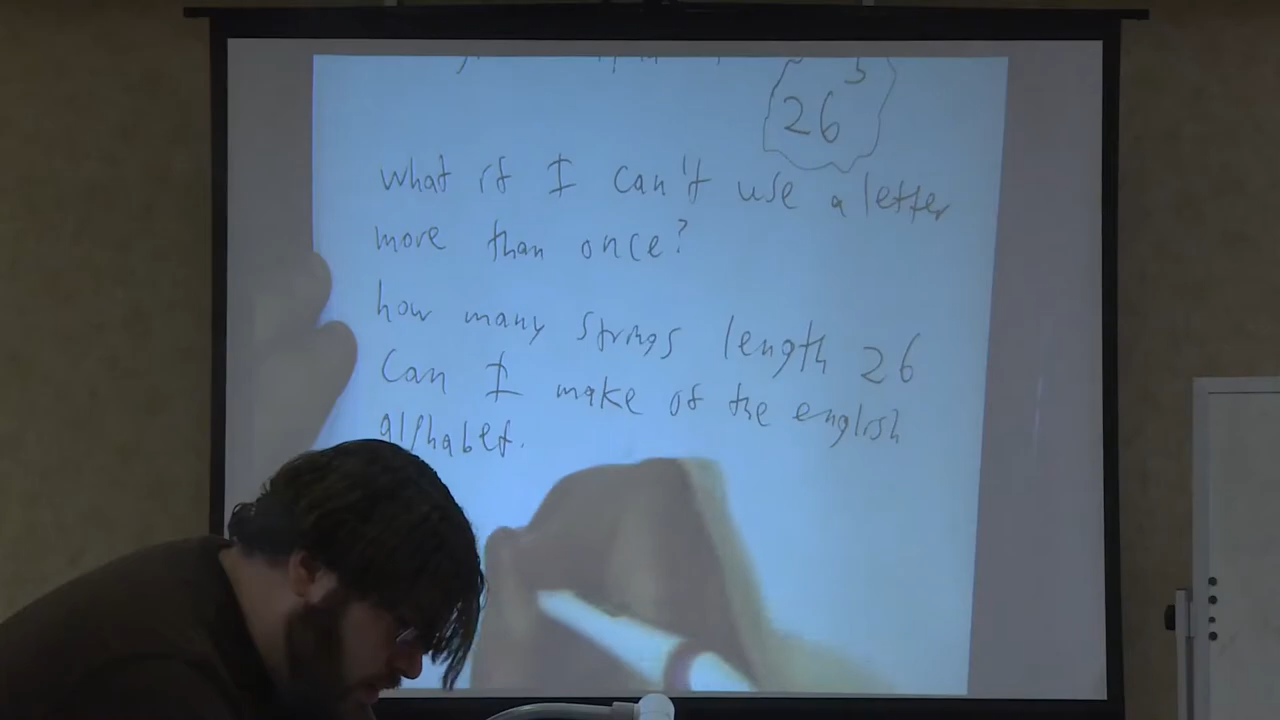 26⁵
what if I can't use a letter
more than once?
how many strings length 26
Can I make of the english
alphabet.